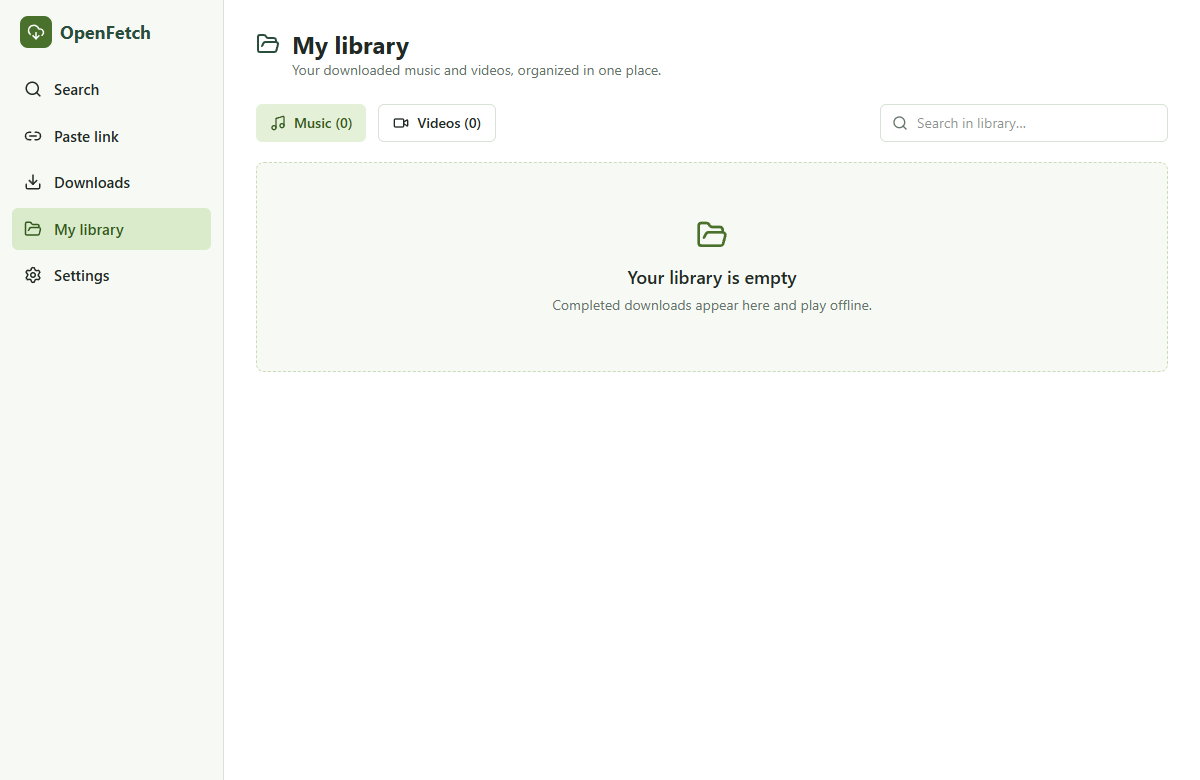 OpenFetch
Search
Paste link
Downloads
My library
Settings
My library
Your downloaded music and videos, organized in one place.
Music (0)
Videos (0)
Search in library...
Your library is empty
Completed downloads appear here and play offline.